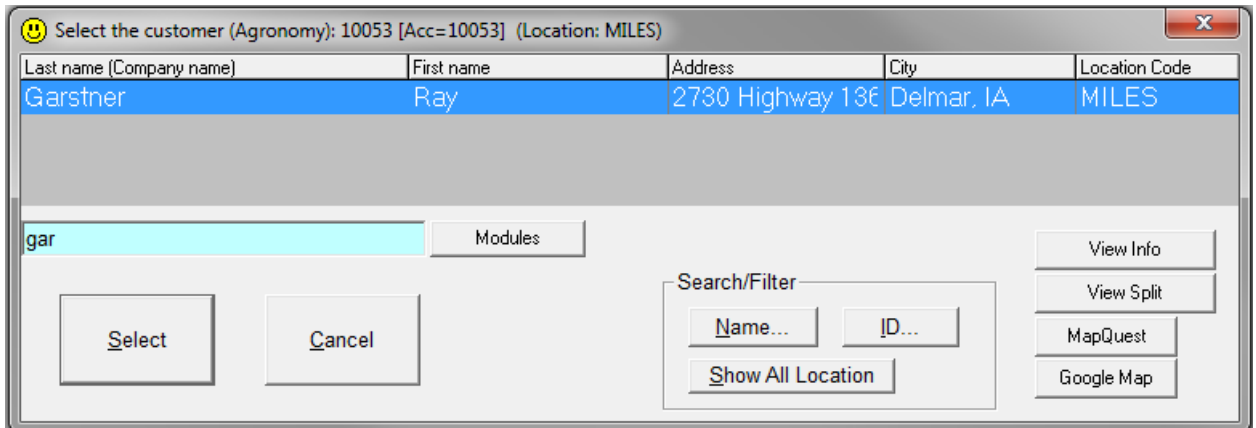 Select the customer (Agronomy): 10053 [Acc=10053] (Location: MILES)
Last name (Company name) First name Address City Location Code
Garstner Ray 2730 Highway 136 Delmar, IA MILES
gar Modules
View Info
Search/Filter
View Split
Select Cancel Name... ID... MapQuest
Show All Location Google Map